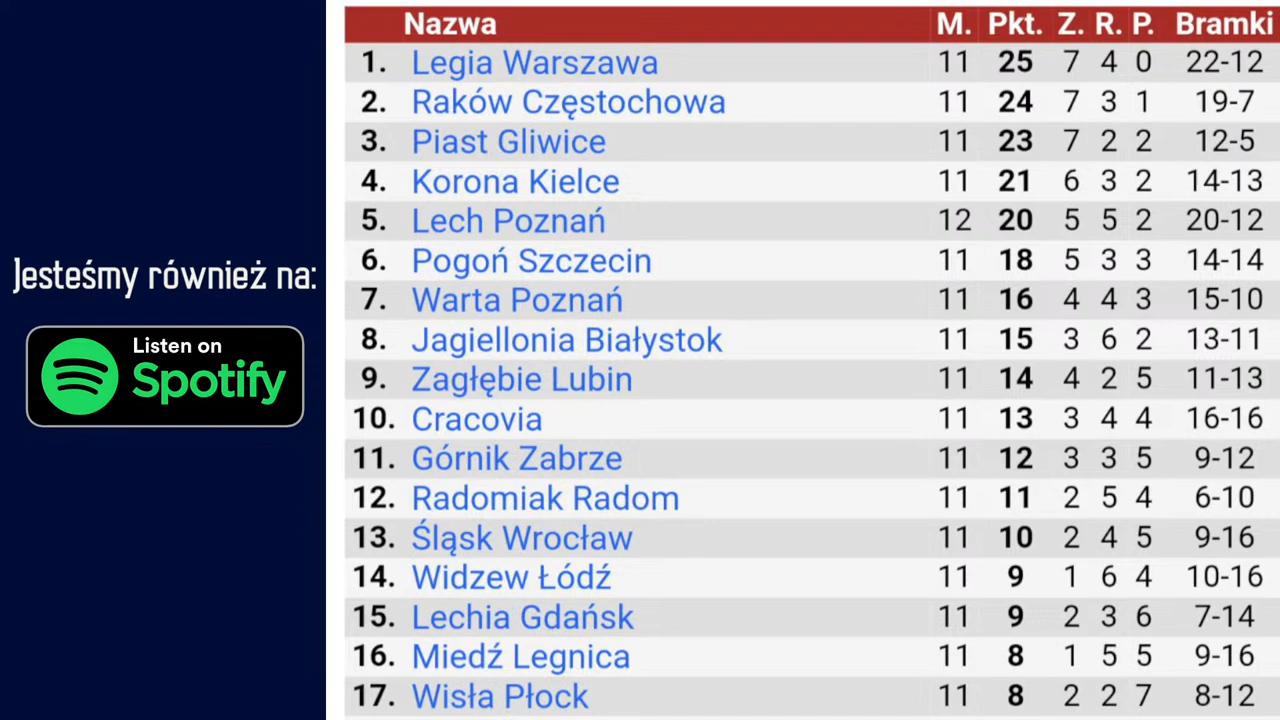 Jesteśmy również na:
Listen on
Spotify
Nazwa M. Pkt. Z. R. P. Bramki
1. Legia Warszawa 11 25 7 4 0 22-12
2. Raków Częstochowa 11 24 7 3 1 19-7
3. Piast Gliwice 11 23 7 2 2 12-5
4. Korona Kielce 11 21 6 3 2 14-13
5. Lech Poznań 12 20 5 5 2 20-12
6. Pogoń Szczecin 11 18 5 3 3 14-14
7. Warta Poznań 11 16 4 4 3 15-10
8. Jagiellonia Białystok 11 15 3 6 2 13-11
9. Zagłębie Lubin 11 14 4 2 5 11-13
10. Cracovia 11 13 3 4 4 16-16
11. Górnik Zabrze 11 12 3 3 5 9-12
12. Radomiak Radom 11 11 2 5 4 6-10
13. Śląsk Wrocław 11 10 2 4 5 9-16
14. Widzew Łódź 11 9 1 6 4 10-16
15. Lechia Gdańsk 11 9 2 3 6 7-14
16. Miedź Legnica 11 8 1 5 5 9-16
17. Wisła Płock 11 8 2 2 7 8-12